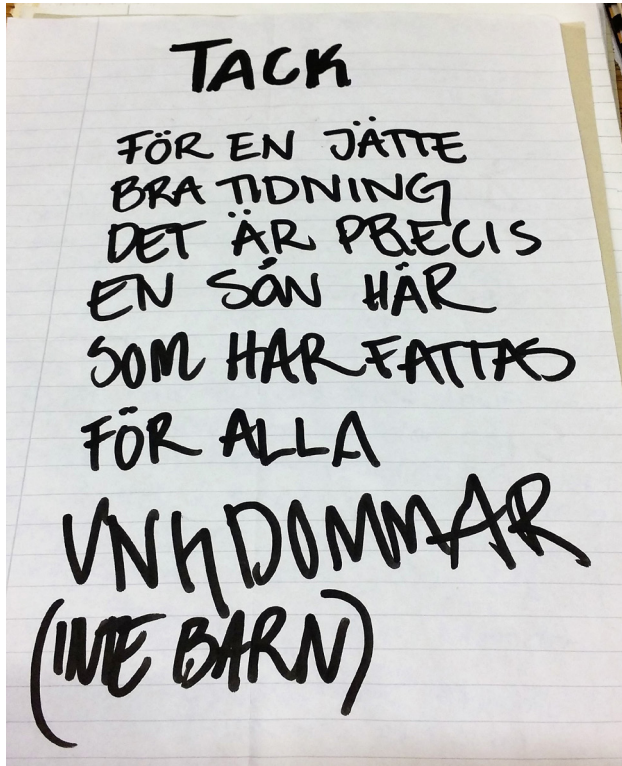 TACK
FÖR EN JÄTTE
BRA TIDNING
DET ÄR PRECIS
EN SÅN HÄR
SOM HAR FATTAS
FÖR ALLA
UNGDOMMAR
(INTE BARN)